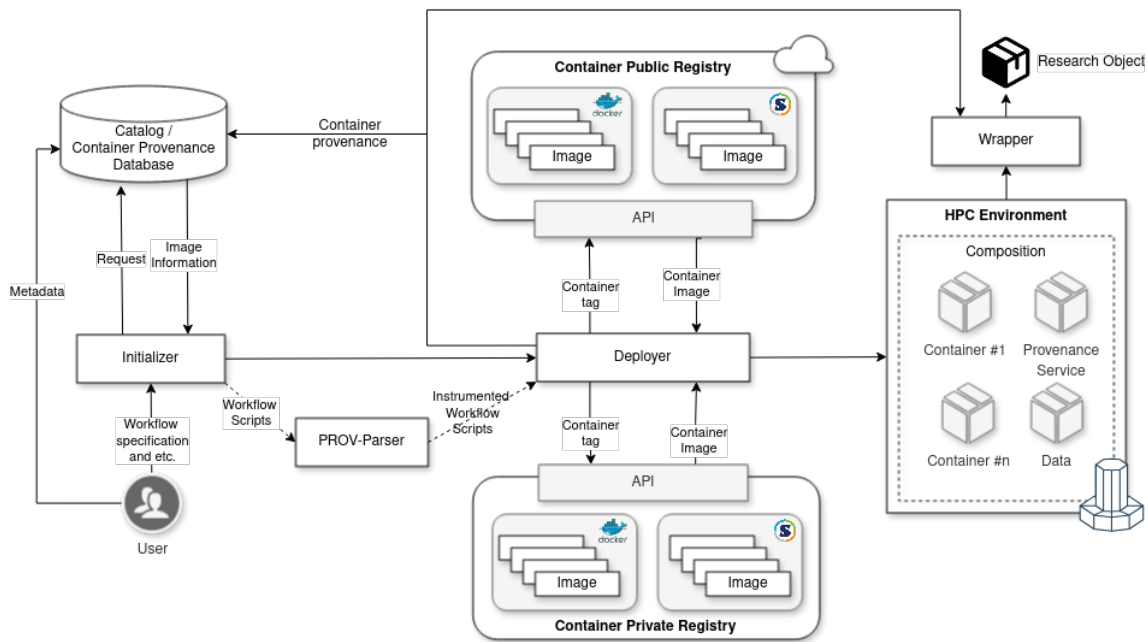 Container Public Registry
docker
S
Image
Image
API
Research Object
Wrapper
Catalog /
Container Provenance
Database
Container
provenance
Metadata
Request
Image
Information
Container
tag
Container
Image
HPC Environment
Composition
Container #1
Provenance
Service
Container #n
Data
Initializer
Deployer
Workflow
Scripts
PROV-Parser
Instrumented
Workflow
Scripts
Workflow
specification
and etc.
User
Container
tag
Container
Image
API
docker
S
Image
Image
Container Private Registry